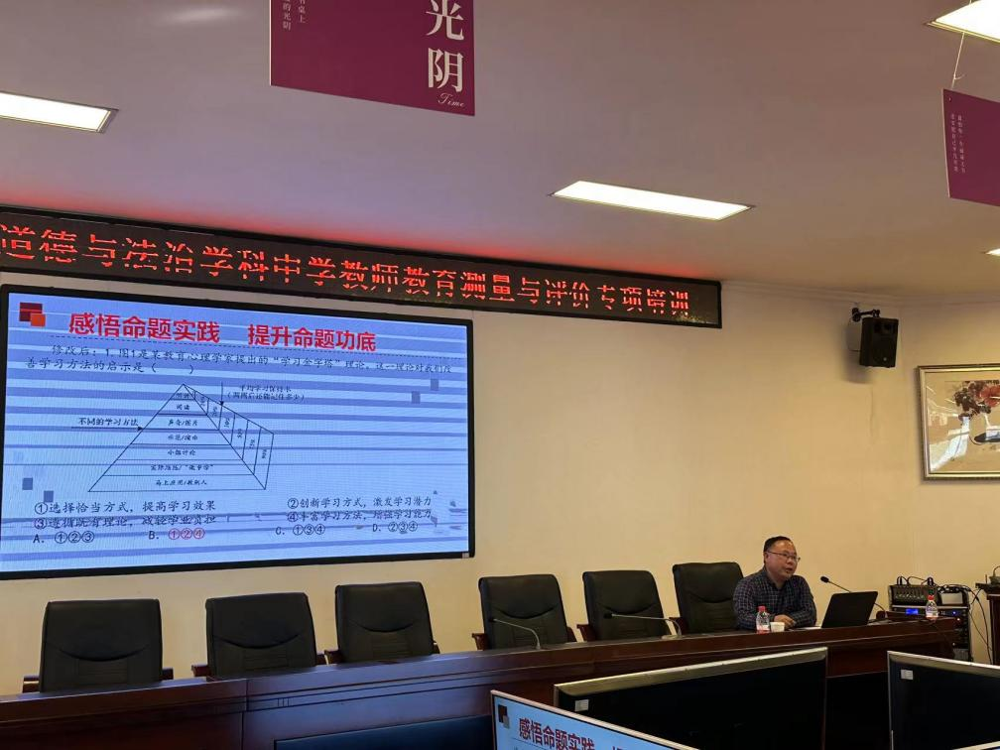 光阴
Time
道德与法治学科中学教师教育测量与评价专项培训
感悟命题实践 提升命题功底
修改后：1.图1是某教育心理学家提出的“学习金字塔”理论，这一理论对我们改
善学习方法的启示是（ ）
平均学习保持率
（两周后还能记住多少）
阅读
不同的学习方法
声音/图片
示范/演示
小组讨论
实际演练/“做中学”
马上应用/教别人
①选择恰当方式，提高学习效果 ②创新学习方式，激发学习潜力
③遵循既有理论，减轻学业负担 ④丰富学习方法，增强学习能力
A. ①②③ B. ①②④ C. ①③④ D. ②③④
感悟命题实践